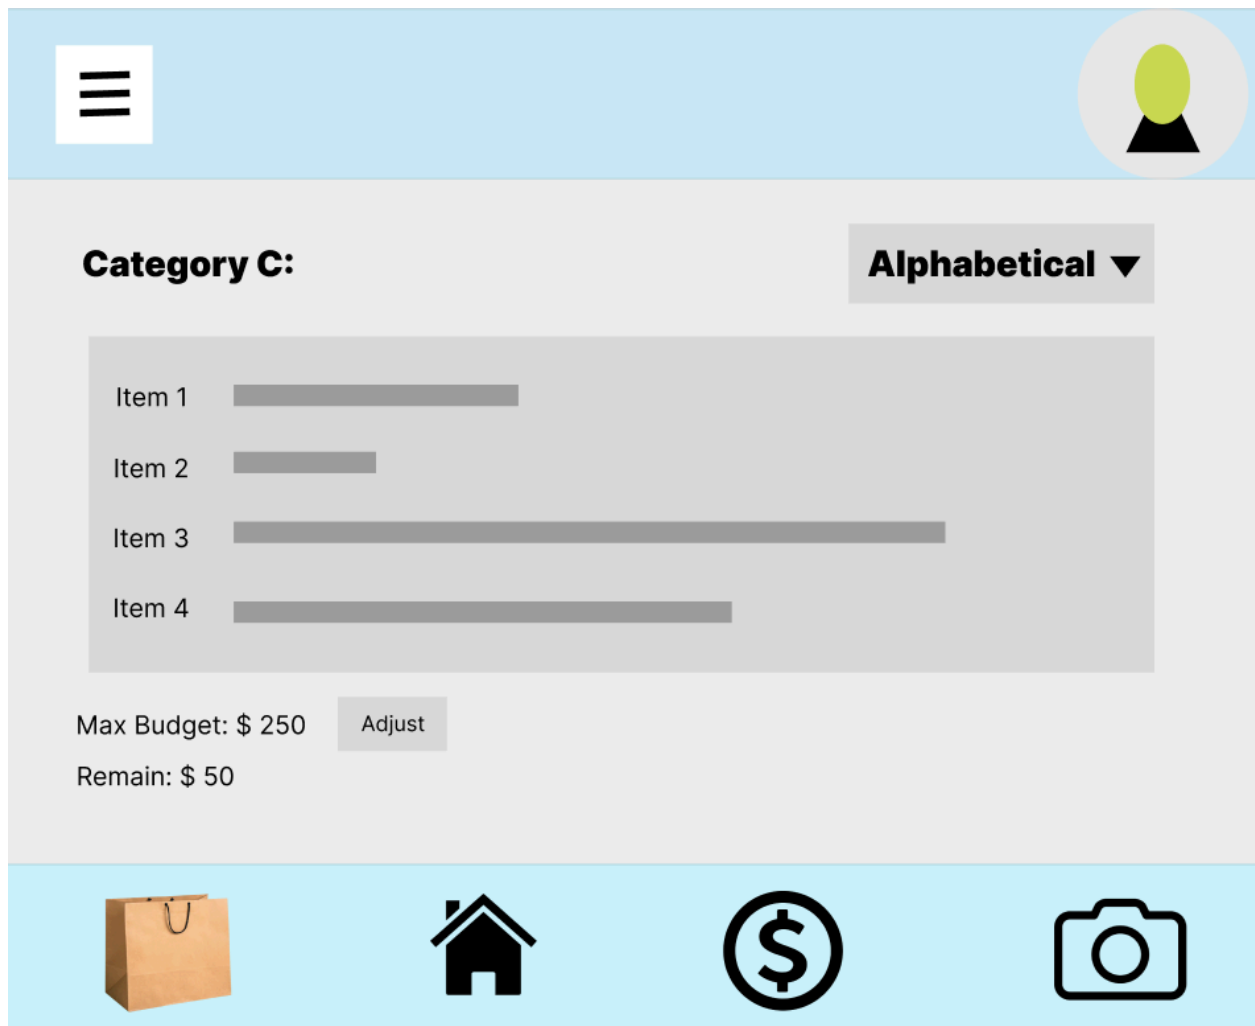 Category C:
Alphabetical
Item 1
Item 2
Item 3
Item 4
Max Budget: $ 250
Adjust
Remain: $ 50
$